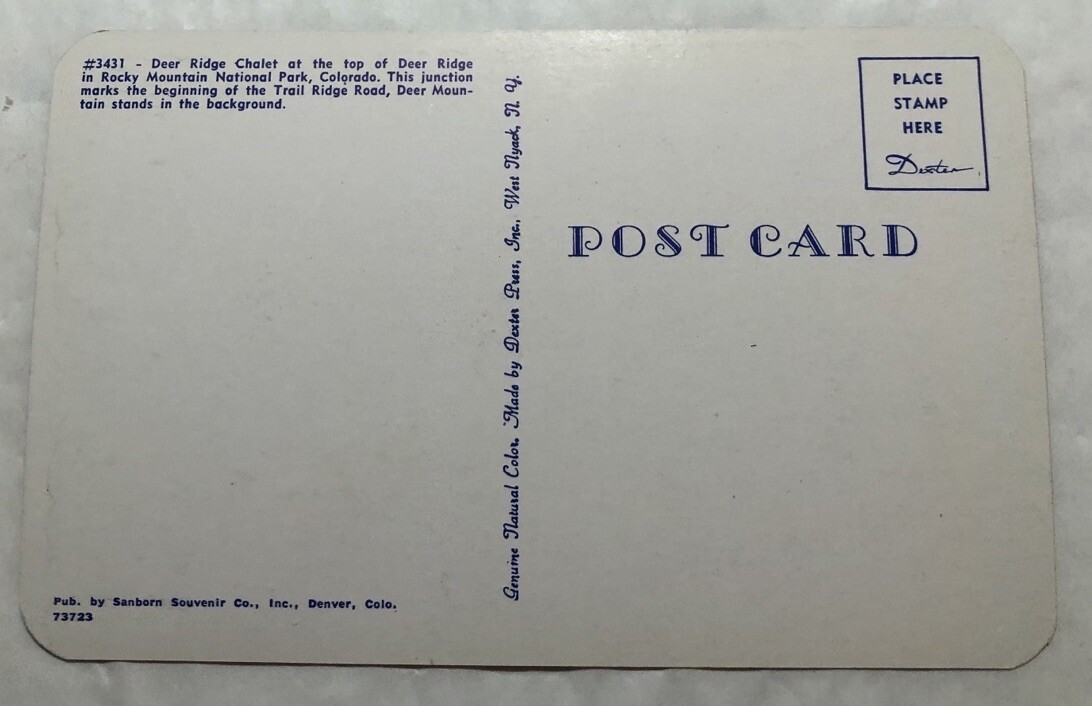 #3431 - Deer Ridge Chalet at the top of Deer Ridge
in Rocky Mountain National Park, Colorado. This junction
marks the beginning of the Trail Ridge Road, Deer Moun-
tain stands in the background.
Pub. by Sanborn Souvenir Co., Inc., Denver, Colo.
73723
Genuine Natural Color. Made by Dexter Press, Inc., West Nyack, N. Y.
PLACE
STAMP
HERE
Dexter
POST CARD